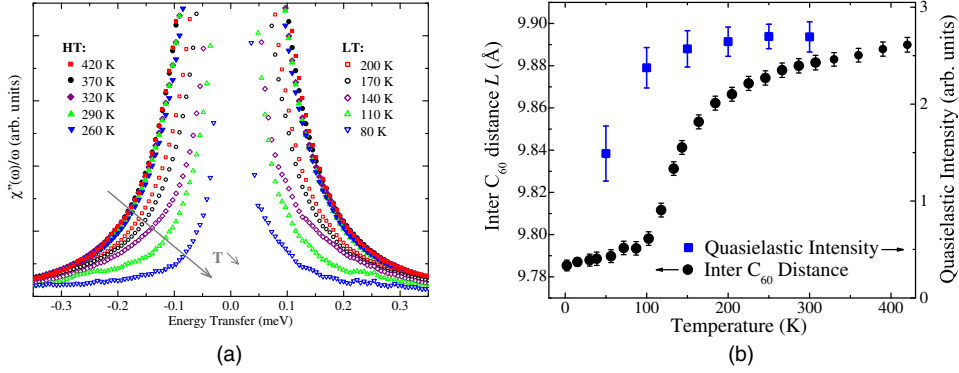 HT:
420 K
370 K
320 K
290 K
260 K
LT:
200 K
170 K
140 K
110 K
80 K
T
χ''(ω)/ω (arb. units)
-0.3 -0.2 -0.1 0.0 0.1 0.2 0.3
Energy Transfer (meV)
(a)
9.90
9.88
9.86
9.84
9.82
9.80
9.78
Inter C₆₀ distance L (Å)
3
2
1
0
Quasielastic Intensity (arb. units)
Quasielastic Intensity
Inter C₆₀ Distance
0 100 200 300 400
Temperature (K)
(b)